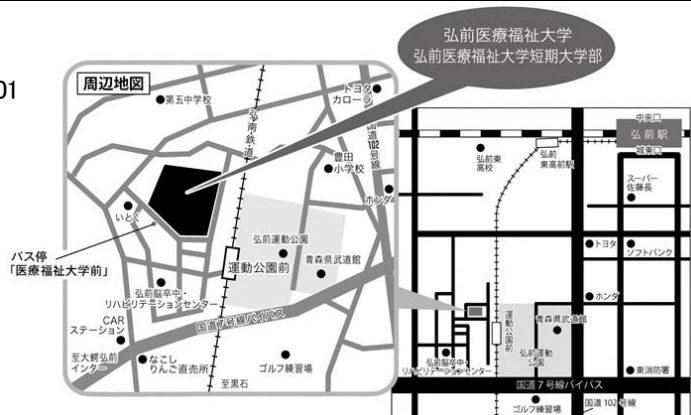 01
弘前医療福祉大学
弘前医療福祉大学短期大学部
周辺地図
第五中学校
トヨタ
カローラ
弘南鉄道
国道102号線
豊田
小学校
ホンダ
いとく
バス停
「医療福祉大学前」
弘前運動公園
青森県武道館
運動公園前
弘前脳卒中・
リハビリテーションセンター
CAR
ステーション
国道7号線バイパス
至大鰐弘前
インター
なこし
りんご直売所
ゴルフ練習場
至黒石
中央口
弘前駅
城東口
弘前東
高校
弘前
東高前駅
スーパー
佐藤長
トヨタ
ソフトバンク
ホンダ
運動公園前
青森県武道館
弘前運動
公園
弘前脳卒中・
リハビリテーションセンター
東消防署
国道7号線バイパス
ゴルフ練習場
国道102号線